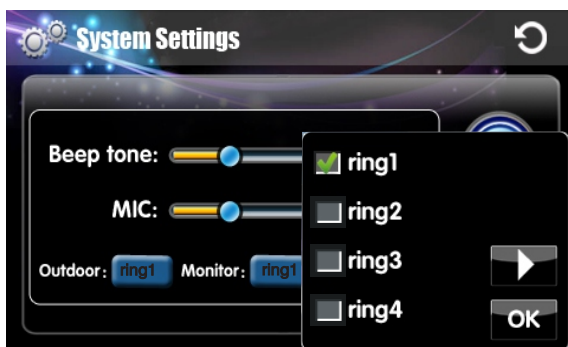 System Settings
Beep tone:
MIC:
Outdoor: ring1 Monitor: ring1
ring1
ring2
ring3
ring4
OK